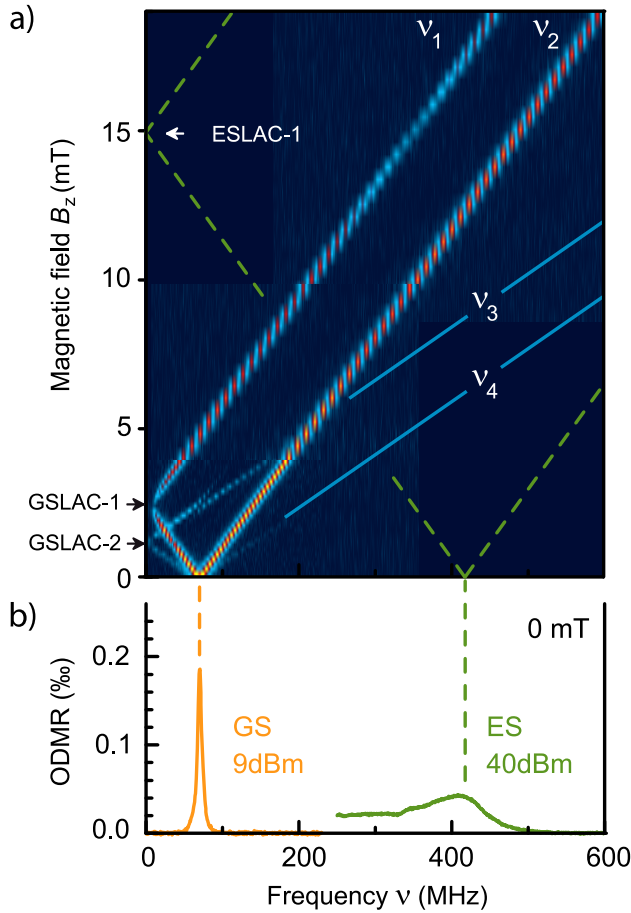 a)
ν1
ν2
15
ESLAC-1
Magnetic field Bz (mT)
10
ν3
ν4
5
GSLAC-1
GSLAC-2
0
b)
0 mT
0.2
ODMR (‰)
GS
ES
0.1
9dBm
40dBm
0.0
0
200
400
600
Frequency ν (MHz)